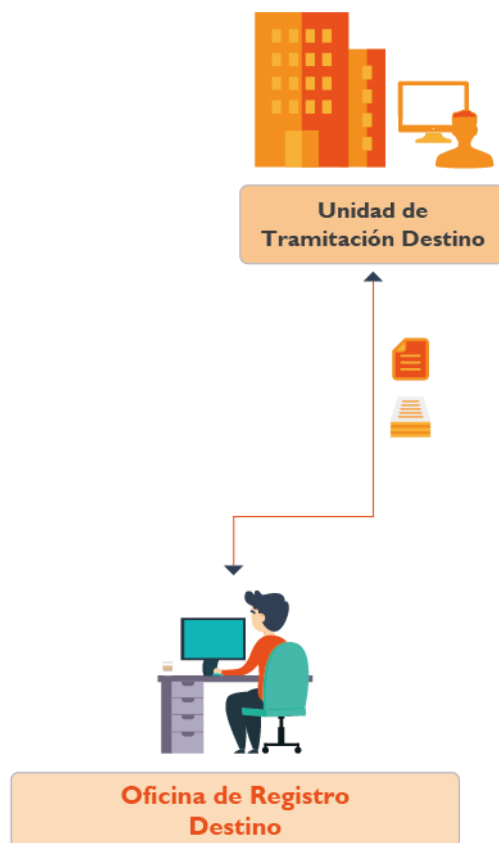 Unidad de
Tramitación Destino
Oficina de Registro
Destino